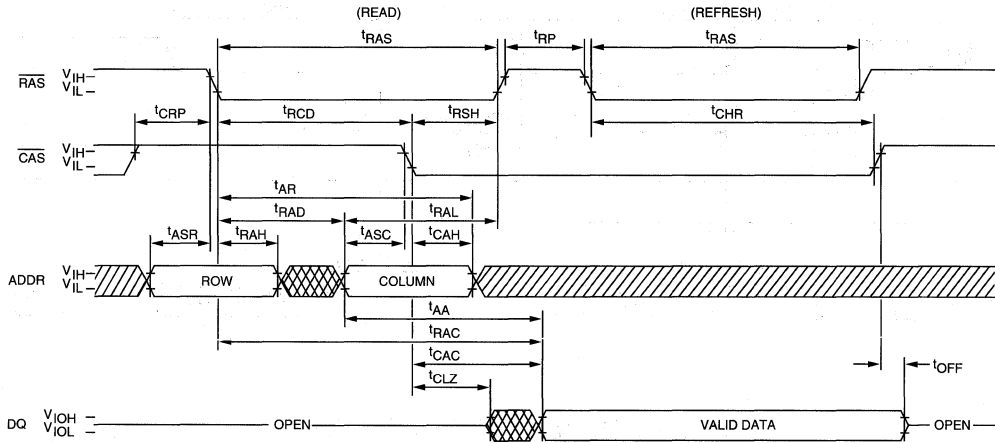 (READ) (REFRESH)
tRAS tRP tRAS
RAS VIH VIL
tCRP tRCD tRSH tCHR
CAS VIH VIL
tAR
tRAD tRAL
tASR tRAH tASC tCAH
ADDR VIH VIL ROW COLUMN
tAA
tRAC
tCAC tOFF
tCLZ
DQ VIOH VIOL OPEN VALID DATA OPEN